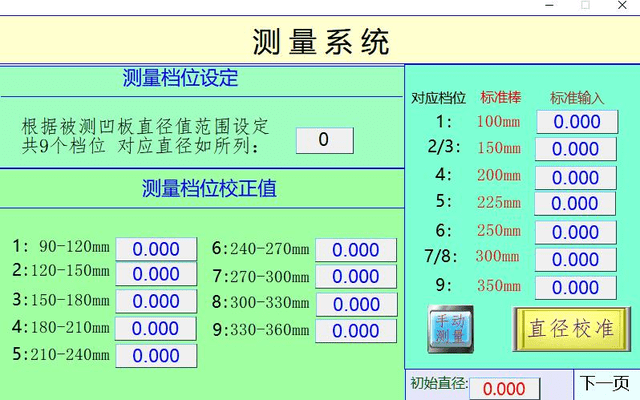 测量系统
测量档位设定
根据被测凹板直径值范围设定
共9个档位 对应直径如所列：
0
测量档位校正值
1: 90-120mm 0.000
2:120-150mm 0.000
3:150-180mm 0.000
4:180-210mm 0.000
5:210-240mm 0.000
6:240-270mm 0.000
7:270-300mm 0.000
8:300-330mm 0.000
9:330-360mm 0.000
对应档位 标准棒 标准输入
1: 100mm 0.000
2/3: 150mm 0.000
4: 200mm 0.000
5: 225mm 0.000
6: 250mm 0.000
7/8: 300mm 0.000
9: 350mm 0.000
手动
测量
直径校准
初始直径: 0.000
下一页